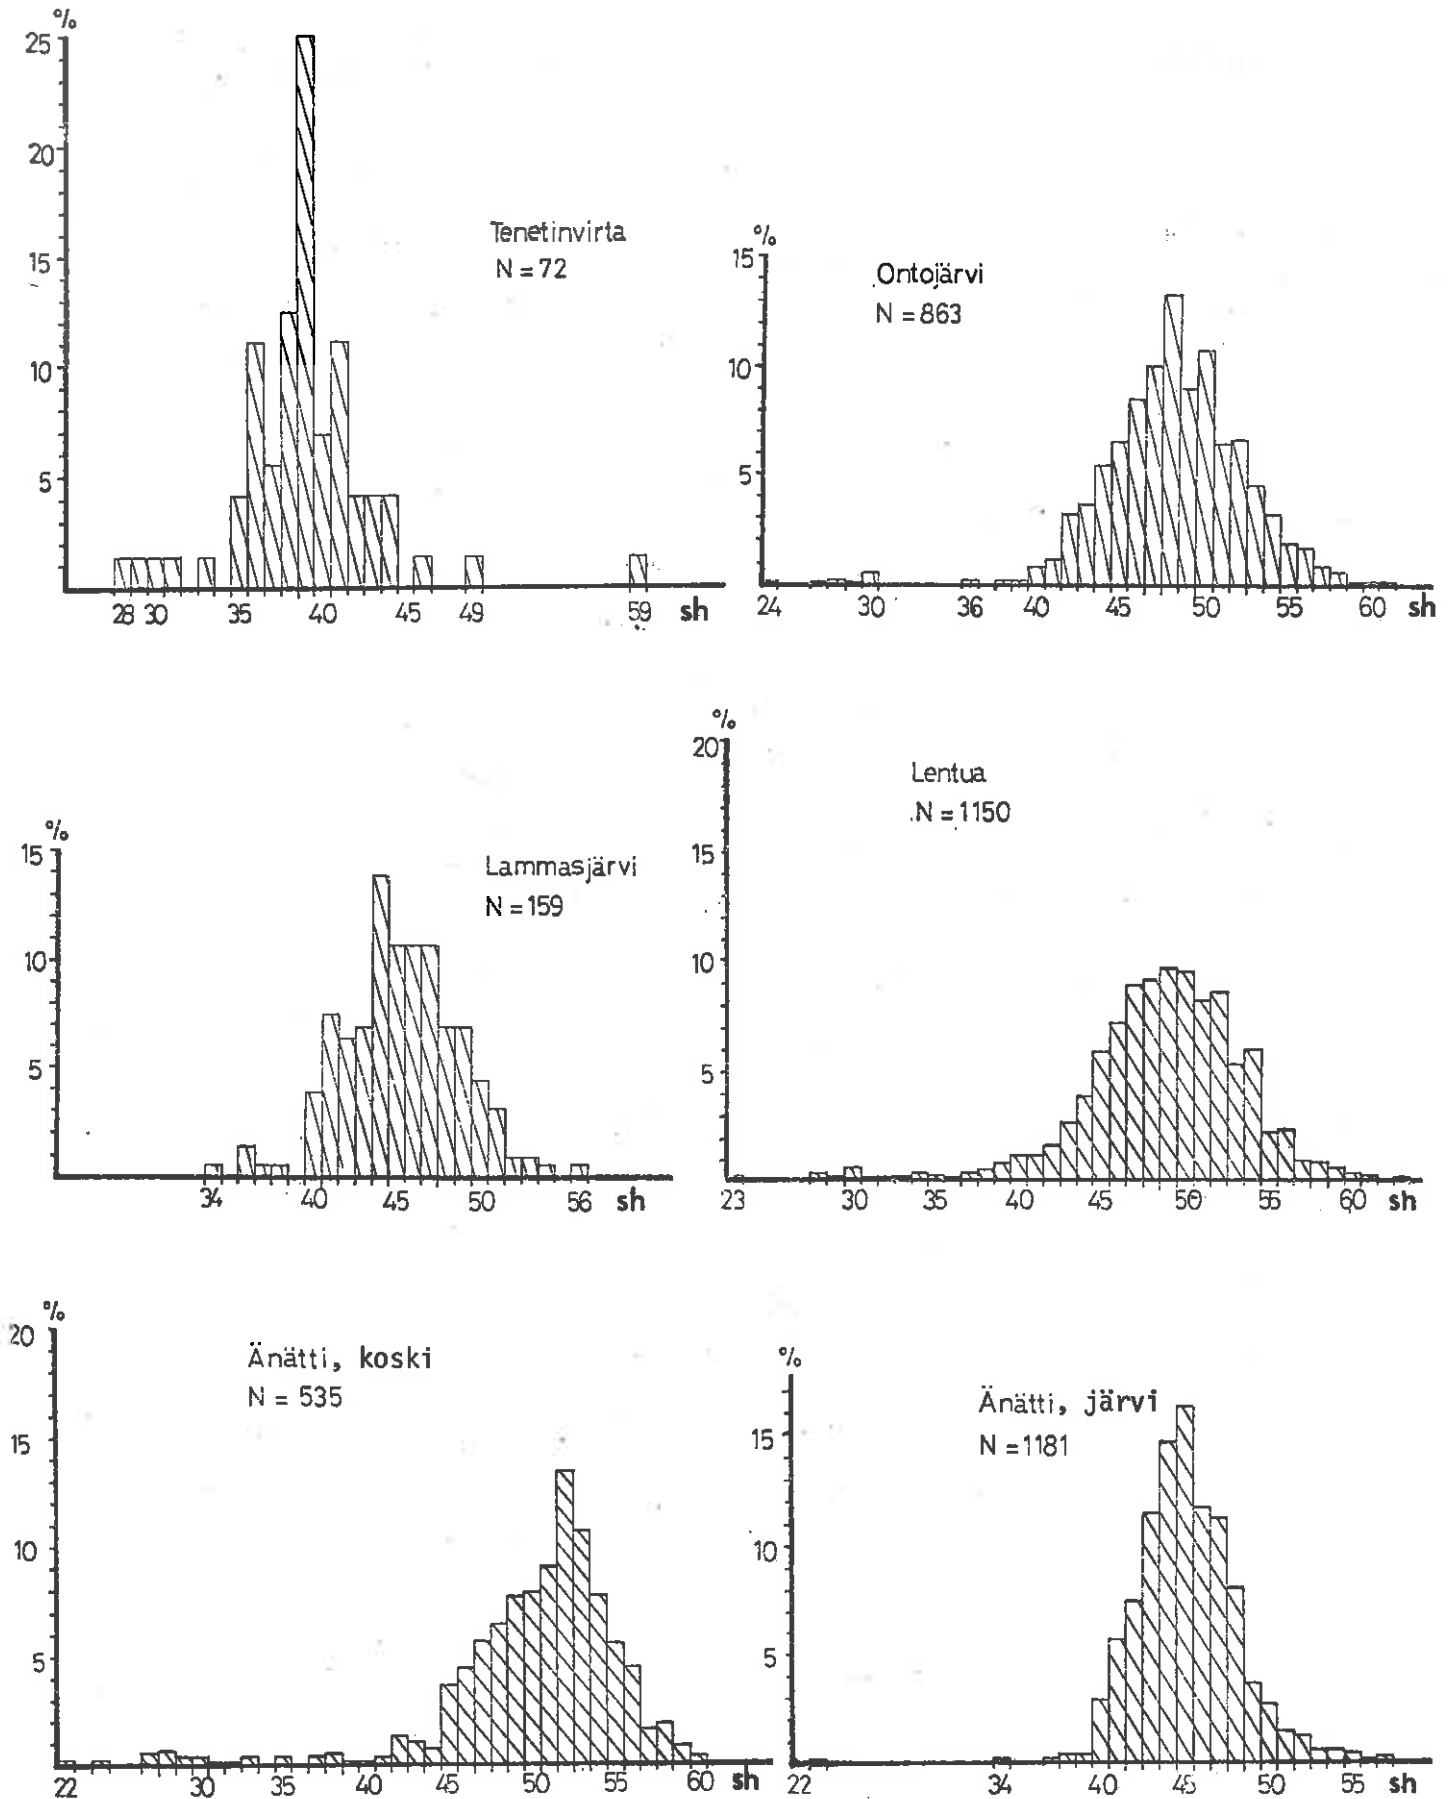 %
25
20
15
10
5
Tenetinvirta
N = 72
28 30 35 40 45 49 59 sh
%
15
10
5
Ontojärvi
N = 863
24 30 36 40 45 50 55 60 sh
%
15
10
5
Lammasjärvi
N = 159
34 40 45 50 56 sh
%
20
15
10
5
Lentua
N = 1150
23 30 35 40 45 50 55 60 sh
%
20
15
10
5
Änätti, koski
N = 535
22 30 35 40 45 50 55 60 sh
%
15
10
5
Änätti, järvi
N = 1181
22 34 40 45 50 55 sh